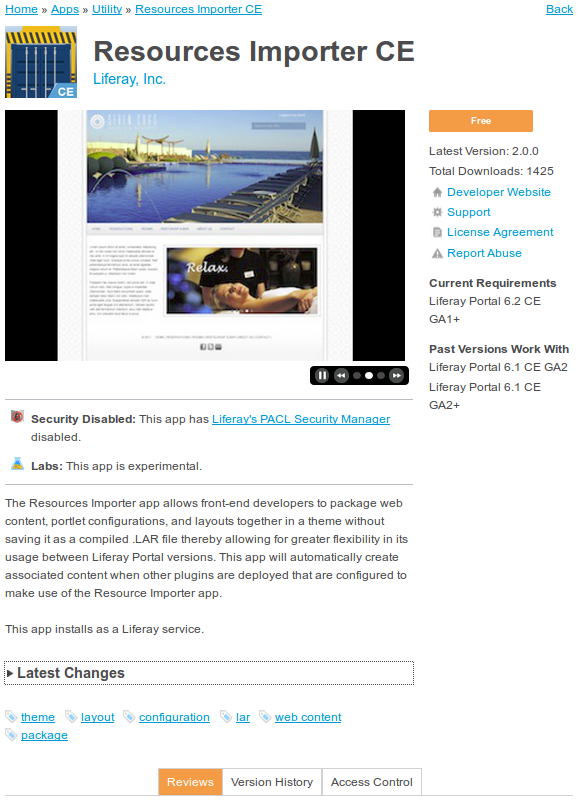 Home » Apps » Utility » Resources Importer CE
Back
CE
Resources Importer CE
Liferay, Inc.
Relax.
Free
Latest Version: 2.0.0
Total Downloads: 1425
Developer Website
Support
License Agreement
Report Abuse
Current Requirements
Liferay Portal 6.2 CE
GA1+
Past Versions Work With
Liferay Portal 6.1 CE GA2
Liferay Portal 6.1 CE
GA2+
Security Disabled: This app has Liferay's PACL Security Manager
disabled.
Labs: This app is experimental.
The Resources Importer app allows front-end developers to package web
content, portlet configurations, and layouts together in a theme without
saving it as a compiled .LAR file thereby allowing for greater flexibility in its
usage between Liferay Portal versions. This app will automatically create
associated content when other plugins are deployed that are configured to
make use of the Resource Importer app.
This app installs as a Liferay service.
Latest Changes
theme layout configuration lar web content
package
Reviews Version History Access Control